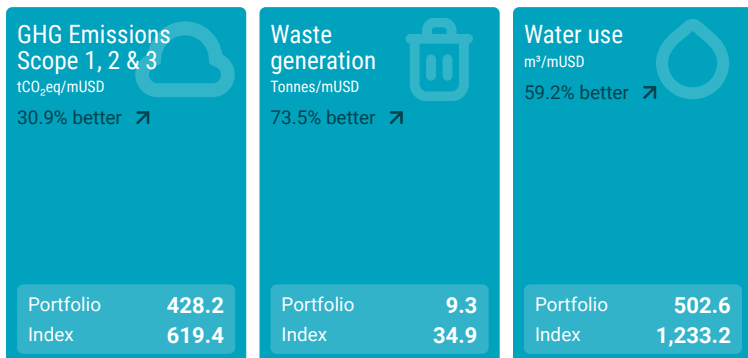 GHG Emissions
Scope 1, 2 & 3
tCO₂eq/mUSD
30.9% better
Portfolio 428.2
Index 619.4
Waste
generation
Tonnes/mUSD
73.5% better
Portfolio 9.3
Index 34.9
Water use
m³/mUSD
59.2% better
Portfolio 502.6
Index 1,233.2